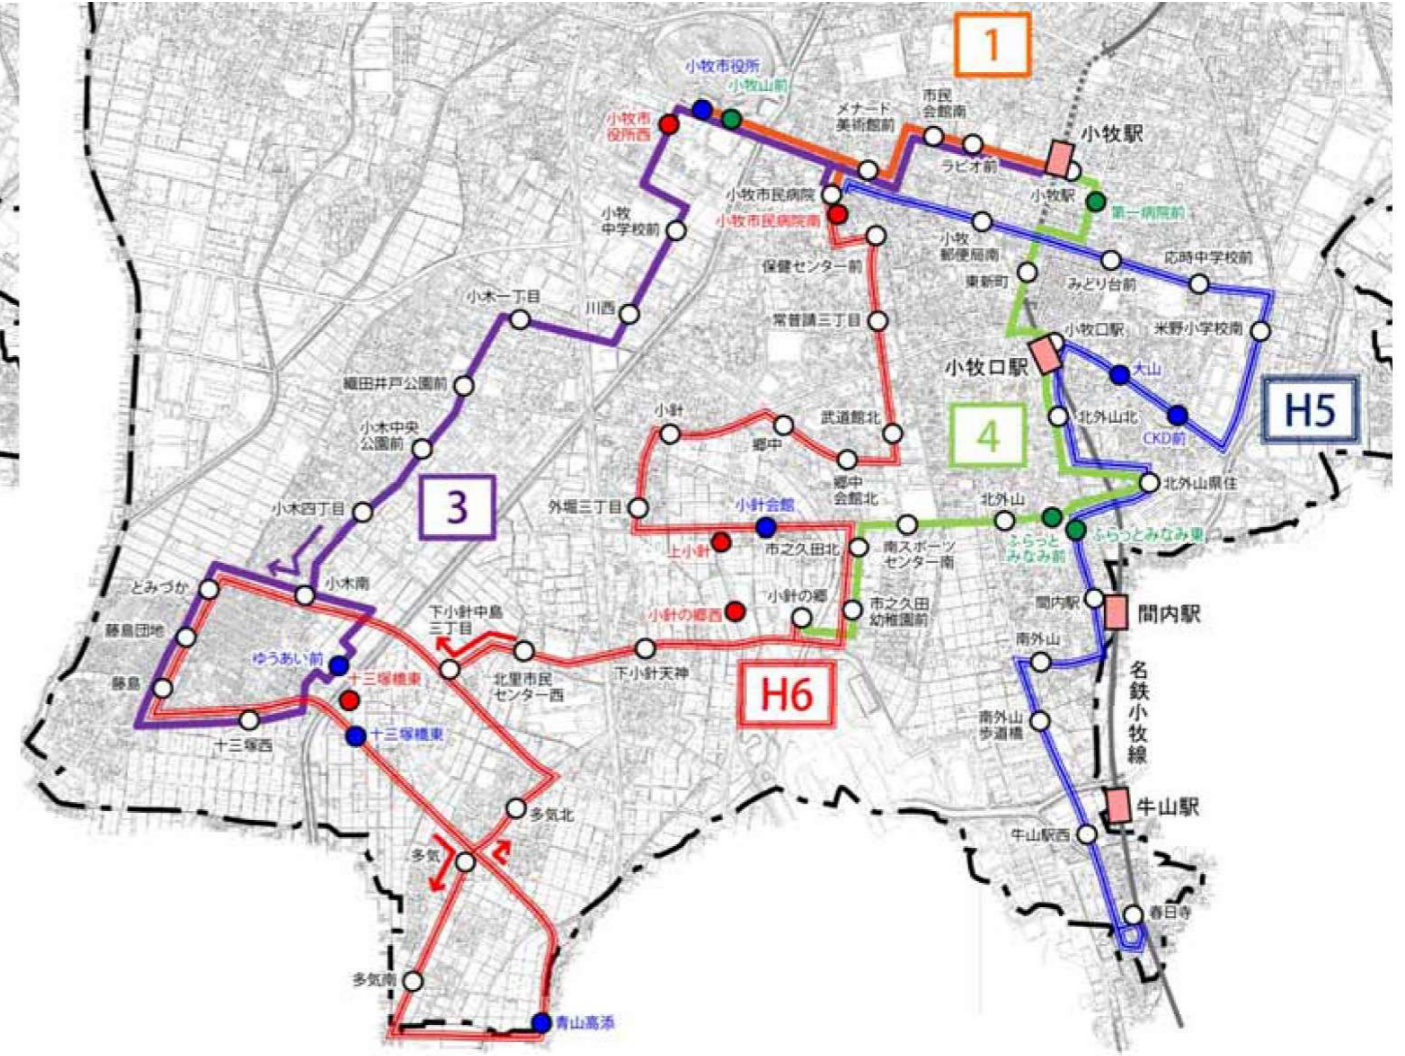 1
小牧市役所
小牧山前
小牧市
役所西
メナード
美術館前
市民
会館南
小牧駅
ラピオ前
小牧駅
小牧市民病院
小牧市民病院南
第一病院前
小牧
中学校前
小牧
郵便局南
保健センター前
東新町
みどり台前
応時中学校前
小木一丁目
川西
常普請三丁目
小牧口駅
米野小学校南
小牧口駅
大山
織田井戸公園前
小針
武道館北
北外山北
CKD前
H5
4
小木中央
公園前
郷中
郷中
会館北
北外山県住
3
小木四丁目
外堀三丁目
小針会館
北外山
上小針
市之久田北
南スポーツ
センター南
ふらっと
みなみ前
ふらっとみなみ東
とみづか
小木南
下小針中島
三丁目
小針の郷西
小針の郷
市之久田
幼稚園前
間内駅
間内駅
藤島団地
ゆうあい前
南外山
藤島
十三塚橋東
北里市民
センター西
下小針天神
H6
名鉄小牧線
十三塚西
十三塚橋東
南外山
歩道橋
多気北
牛山駅
牛山駅西
多気
春日寺
多気南
青山高添